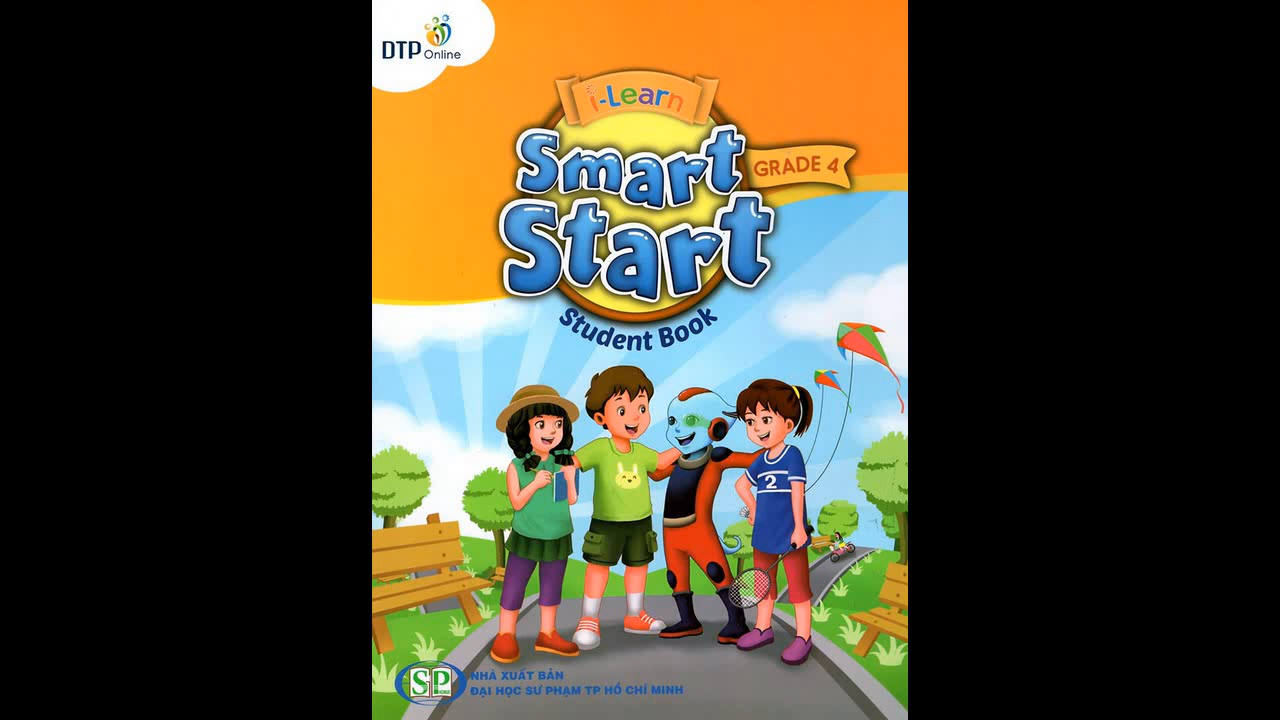 DTP Online
i-Learn
Smart
GRADE 4
Start
Student Book
2
SP
NHÀ XUẤT BẢN
ĐẠI HỌC SƯ PHẠM TP HỒ CHÍ MINH